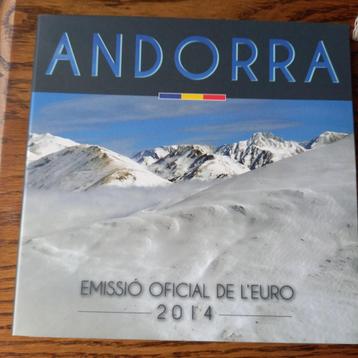 ANDORRA
EMISSIÓ OFICIAL DE L'EURO
2014